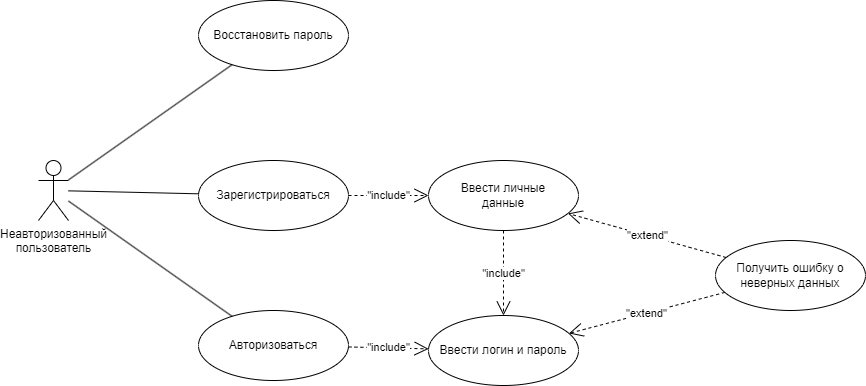 Восстановить пароль
Зарегистрироваться
"include"
Ввести личные
данные
Неавторизованный
пользователь
"extend"
"include"
Получить ошибку о
неверных данных
"extend"
Авторизоваться
"include"
Ввести логин и пароль